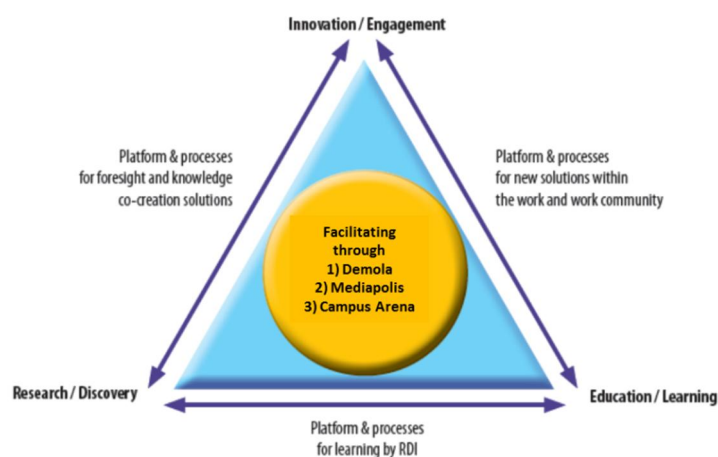 Innovation / Engagement
Platform & processes
for foresight and knowledge
co-creation solutions
Platform & processes
for new solutions within
the work and work community
Facilitating
through
1) Demola
2) Mediapolis
3) Campus Arena
Research / Discovery
Education / Learning
Platform & processes
for learning by RDI